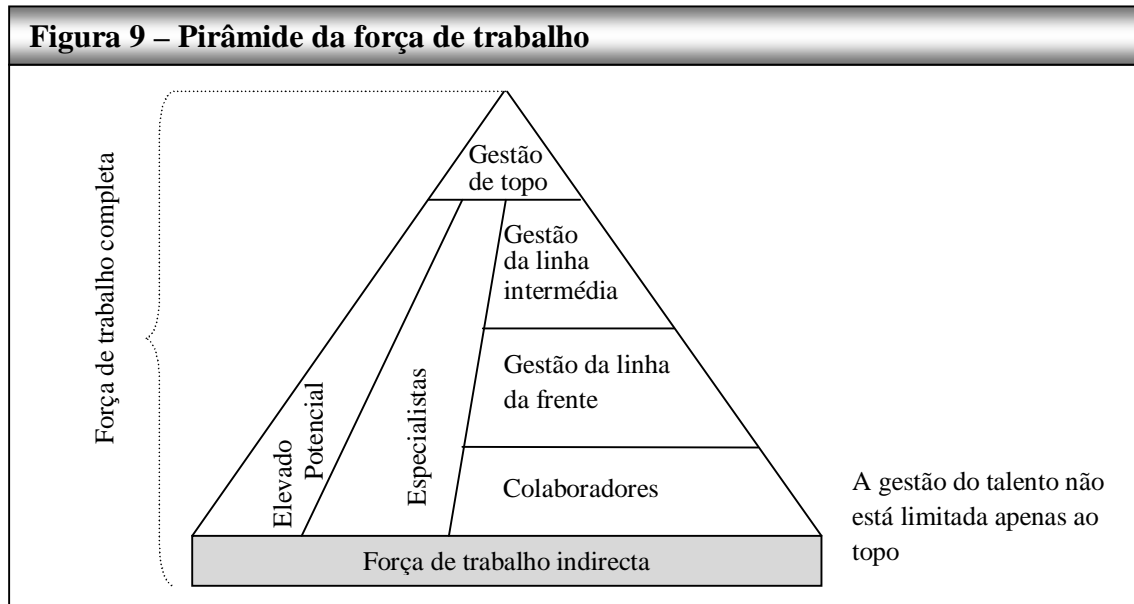 Figura 9 – Pirâmide da força de trabalho
Força de trabalho completa
Gestão
de topo
Gestão
da linha
intermédia
Gestão da linha
da frente
Colaboradores
Elevado
Potencial
Especialistas
Força de trabalho indirecta
A gestão do talento não
está limitada apenas ao
topo